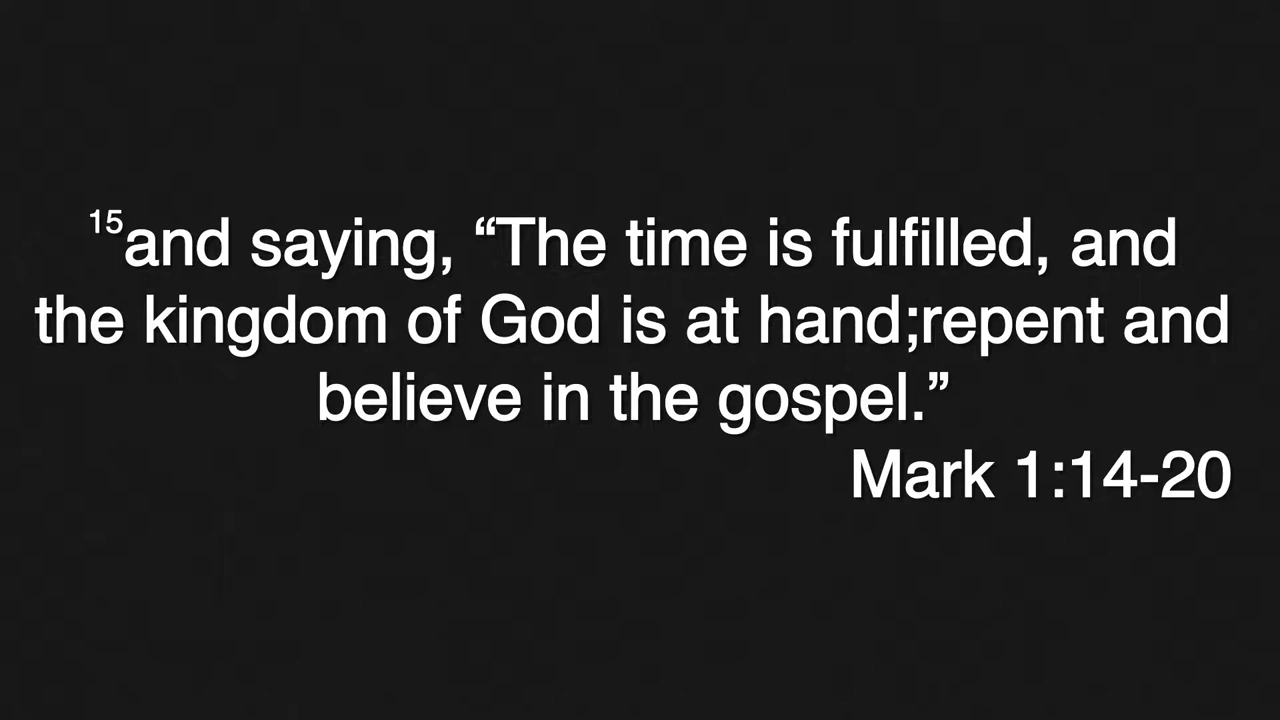 15and saying, “The time is fulfilled, and
the kingdom of God is at hand;repent and
believe in the gospel.”
Mark 1:14-20